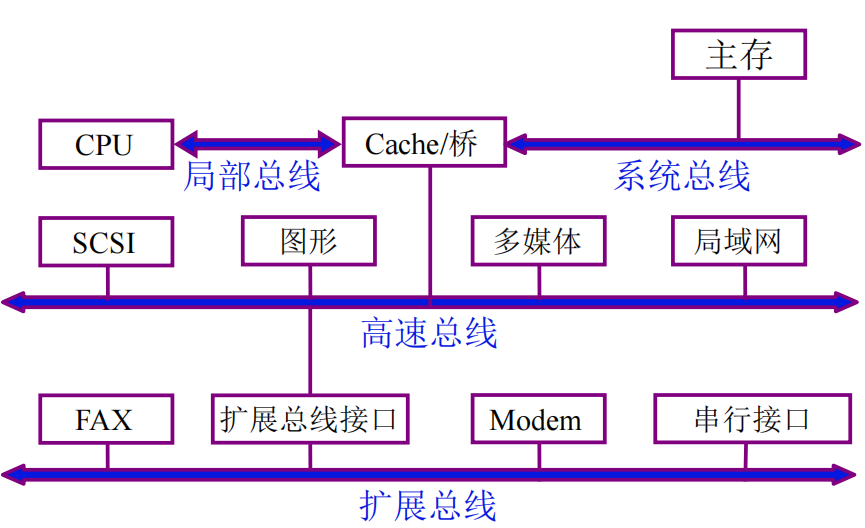 主存
CPU
Cache/桥
局部总线
系统总线
SCSI
图形
多媒体
局域网
高速总线
FAX
扩展总线接口
Modem
串行接口
扩展总线